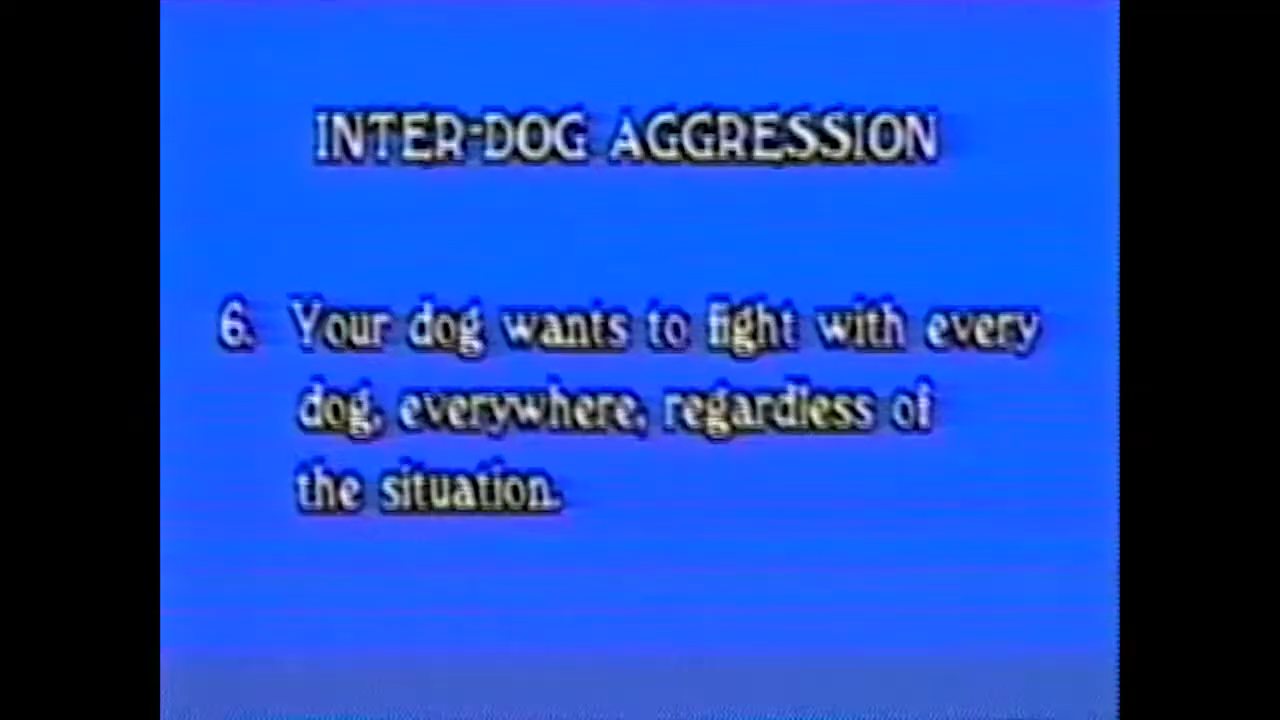 INTER-DOG AGGRESSION
6. Your dog wants to fight with every
dog, everywhere, regardless of
the situation.